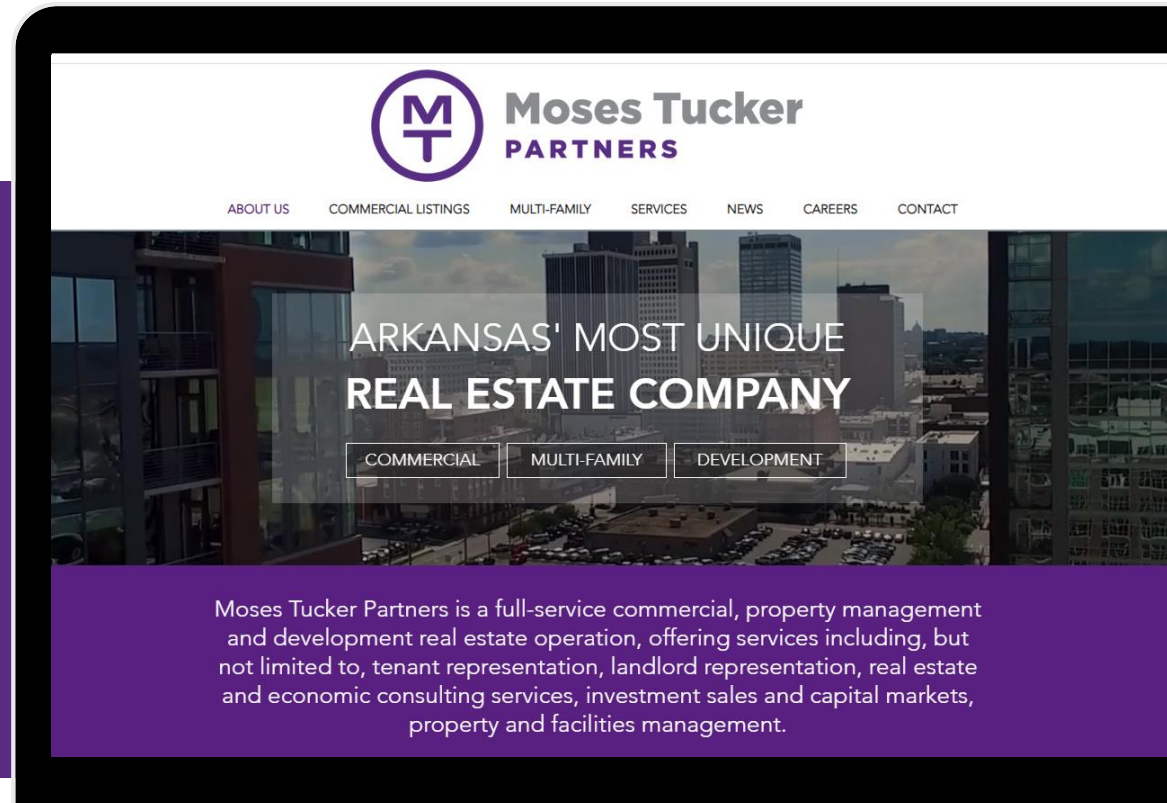 MT
Moses Tucker
PARTNERS
ABOUT US COMMERCIAL LISTINGS MULTI-FAMILY SERVICES NEWS CAREERS CONTACT
ARKANSAS' MOST UNIQUE
REAL ESTATE COMPANY
COMMERCIAL MULTI-FAMILY DEVELOPMENT
Moses Tucker Partners is a full-service commercial, property management
and development real estate operation, offering services including, but
not limited to, tenant representation, landlord representation, real estate
and economic consulting services, investment sales and capital markets,
property and facilities management.